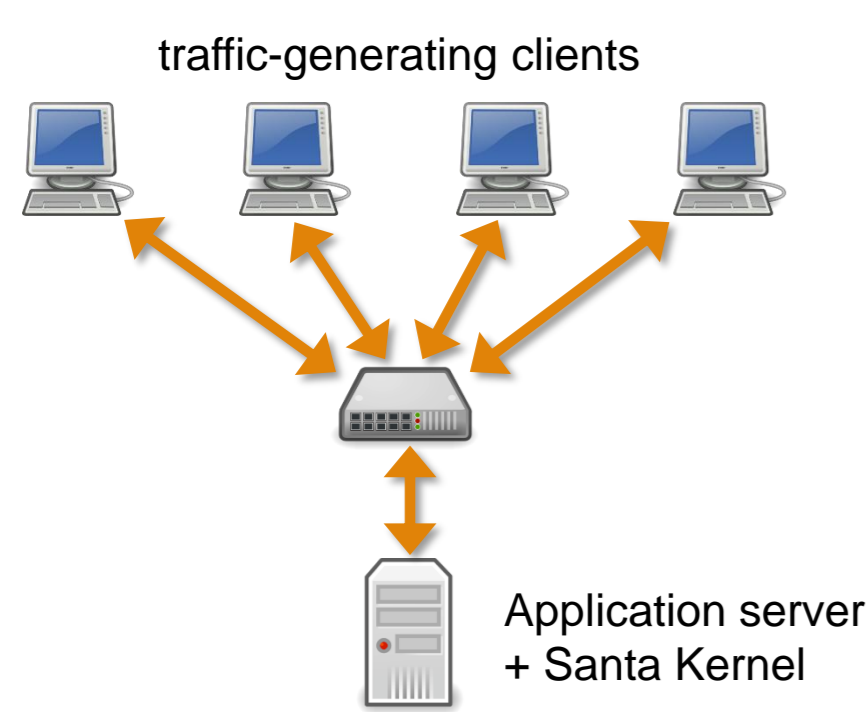 traffic-generating clients
Application server
+ Santa Kernel